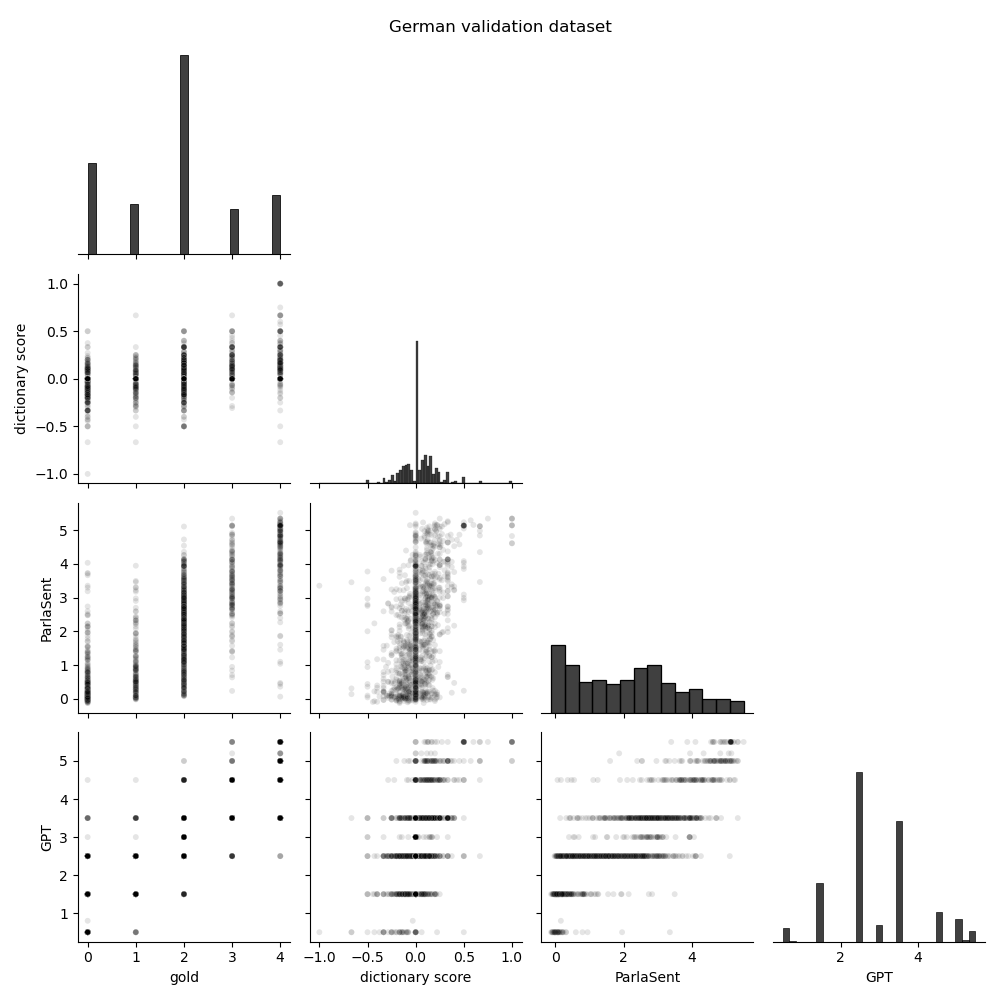 German validation dataset
dictionary score
1.0
0.5
0.0
−0.5
−1.0
ParlaSent
5
4
3
2
1
0
GPT
5
4
3
2
1
0 1 2 3 4
−1.0 −0.5 0.0 0.5 1.0
0 2 4
2 4
gold
dictionary score
ParlaSent
GPT